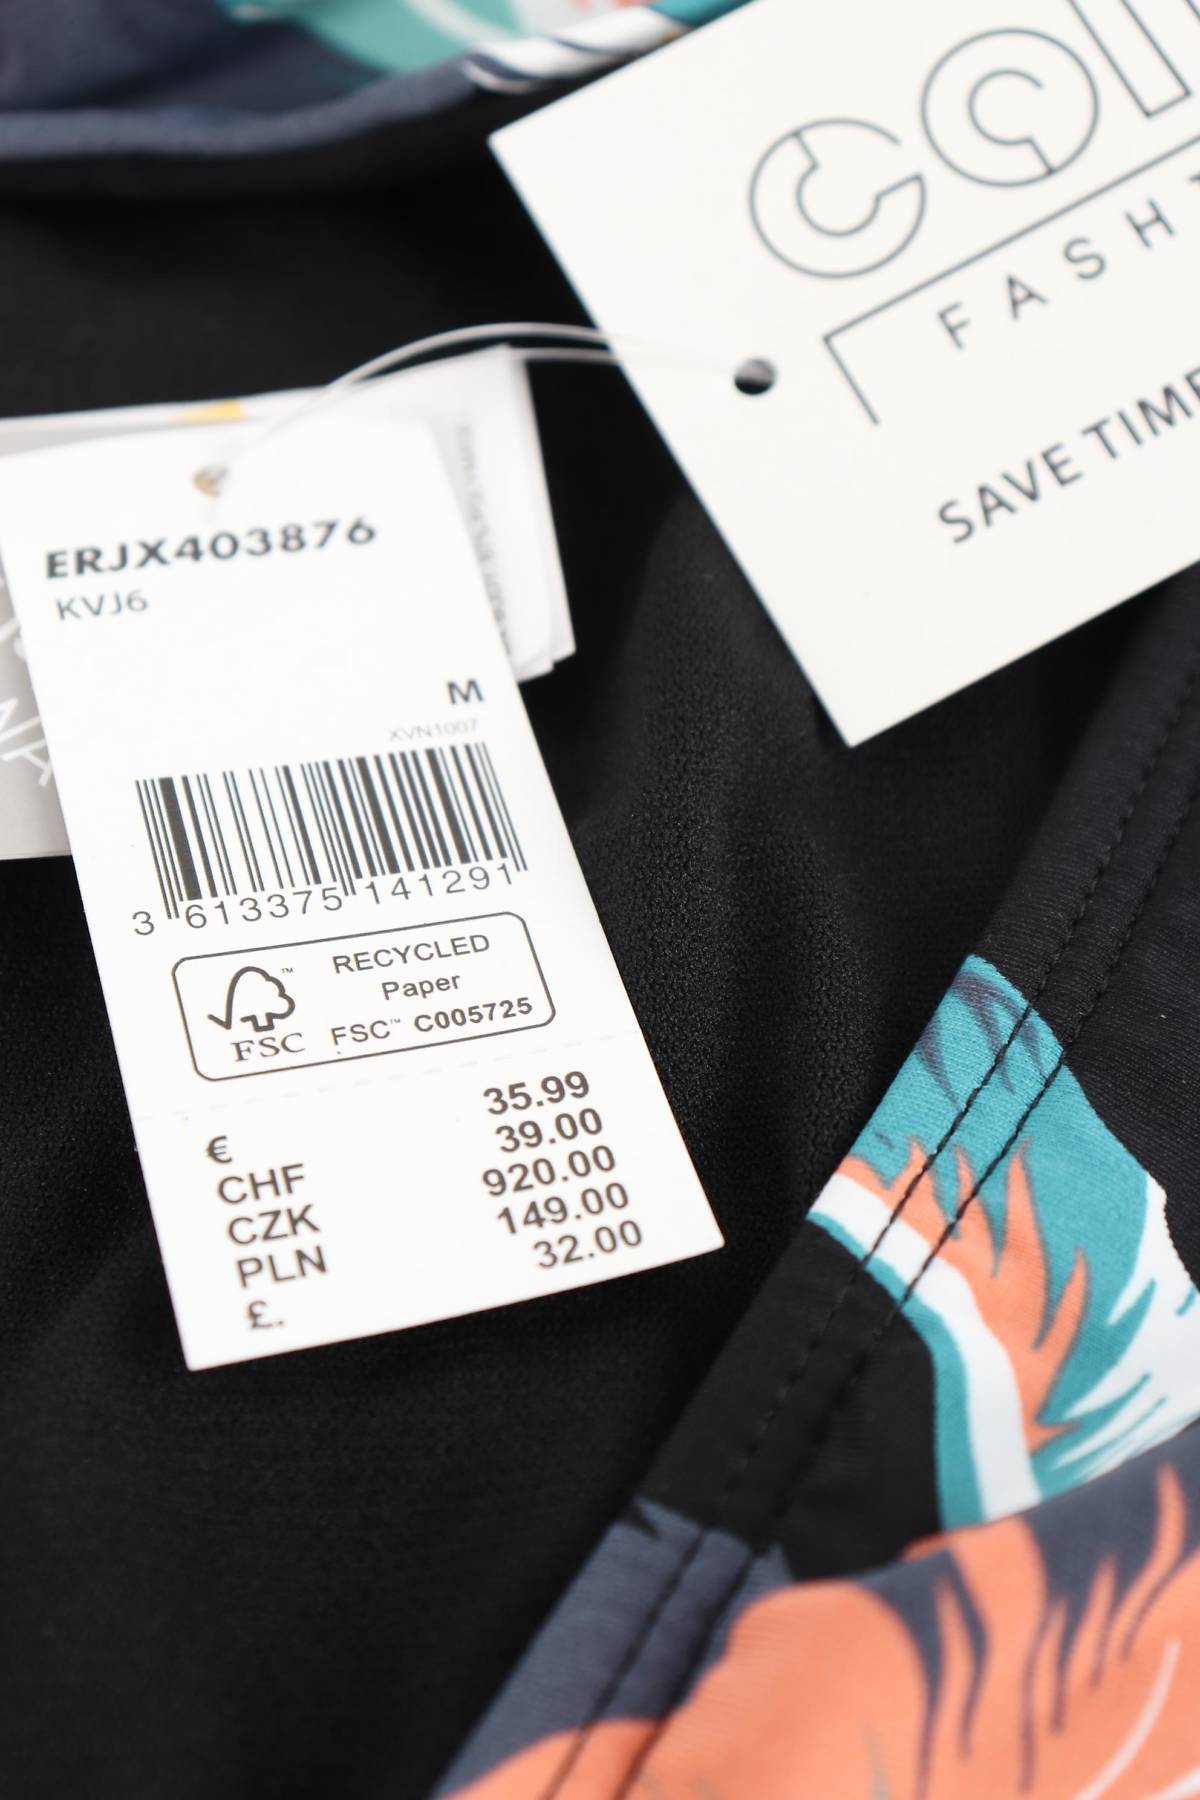 FASH
SAVE TIME
ERJX403876
KVJ6
M
XVN1007
3 613375 141291
FSC™
RECYCLED
Paper
FSC™ C005725
€ 35.99
CHF 39.00
CZK 920.00
PLN 149.00
£. 32.00